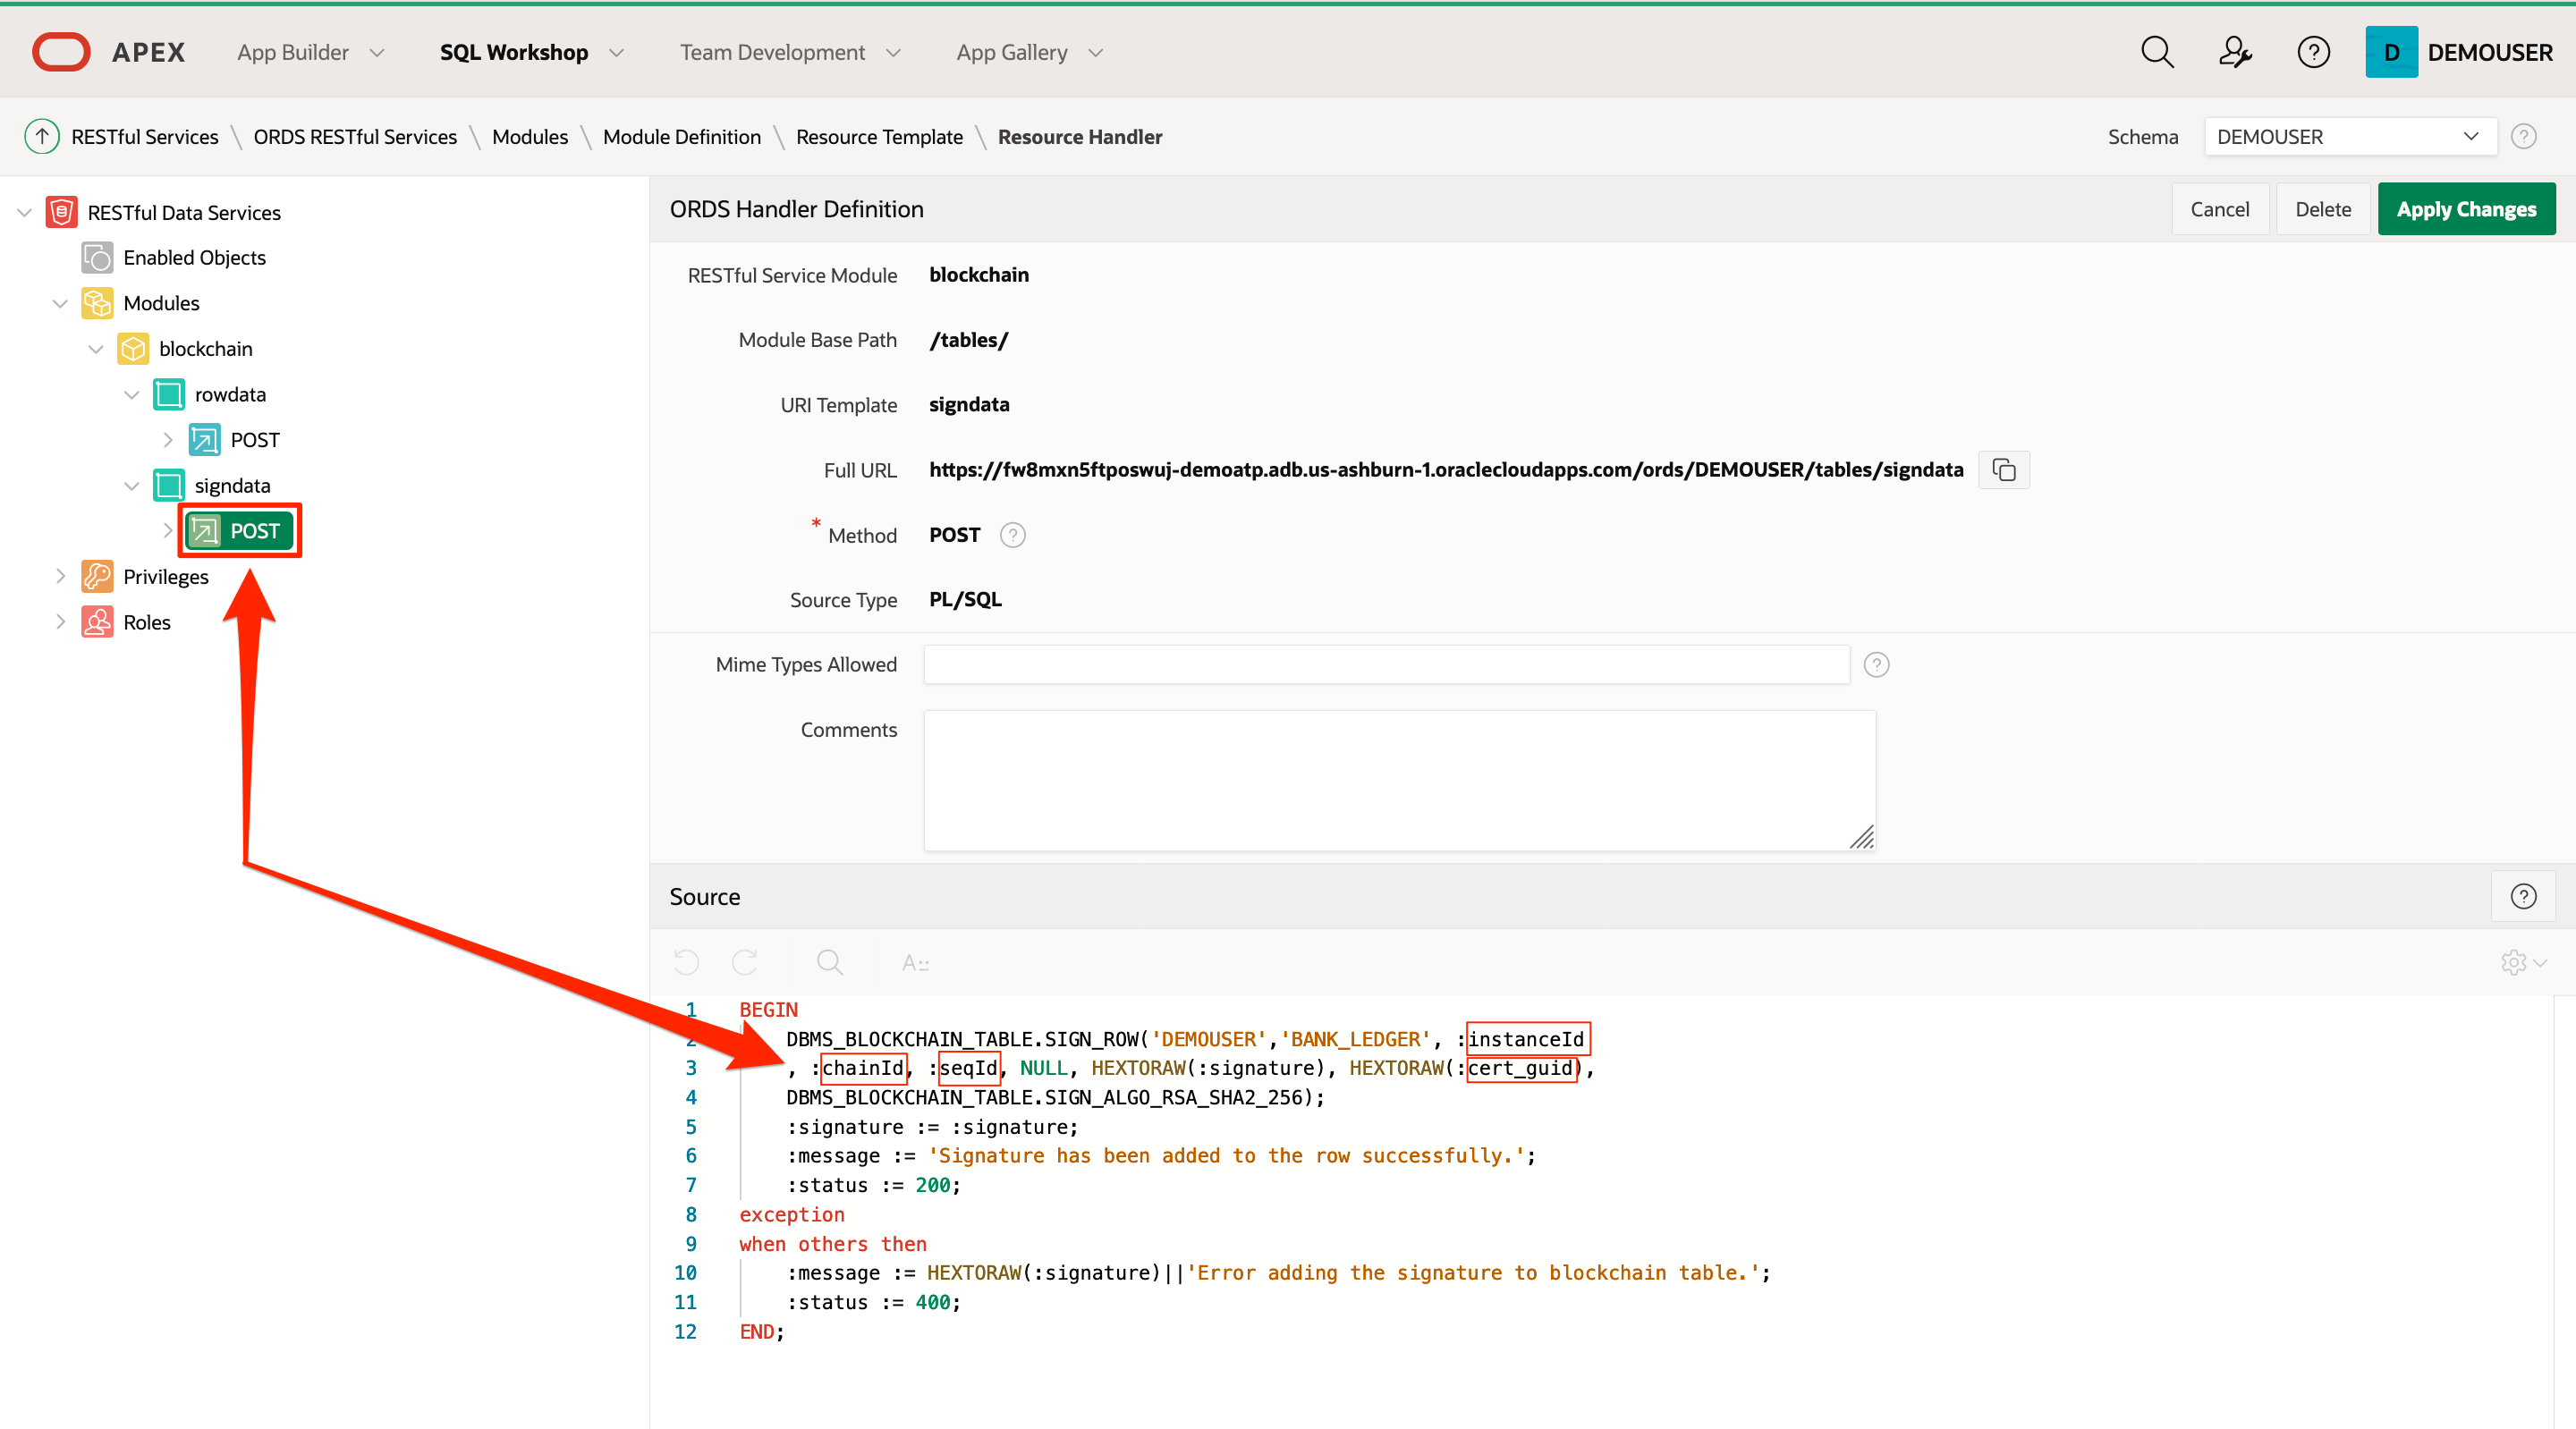 APEX App Builder SQL Workshop Team Development App Gallery D DEMOUSER
RESTful Services \ ORDS RESTful Services \ Modules \ Module Definition \ Resource Template \ Resource Handler Schema DEMOUSER
RESTful Data Services
Enabled Objects
Modules
blockchain
rowdata
POST
signdata
POST
Privileges
Roles
ORDS Handler Definition Cancel Delete Apply Changes
RESTful Service Module blockchain
Module Base Path /tables/
URI Template signdata
Full URL https://fw8mxn5ftposwuj-demoatp.adb.us-ashburn-1.oraclecloudapps.com/ords/DEMOUSER/tables/signdata
* Method POST
Source Type PL/SQL
Mime Types Allowed
Comments
Source
1 BEGIN
2 DBMS_BLOCKCHAIN_TABLE.SIGN_ROW('DEMOUSER','BANK_LEDGER', :instanceId
3 , :chainId, :seqId, NULL, HEXTORAW(:signature), HEXTORAW(:cert_guid),
4 DBMS_BLOCKCHAIN_TABLE.SIGN_ALGO_RSA_SHA2_256);
5 :signature := :signature;
6 :message := 'Signature has been added to the row successfully.';
7 :status := 200;
8 exception
9 when others then
10 :message := HEXTORAW(:signature)||'Error adding the signature to blockchain table.';
11 :status := 400;
12 END;